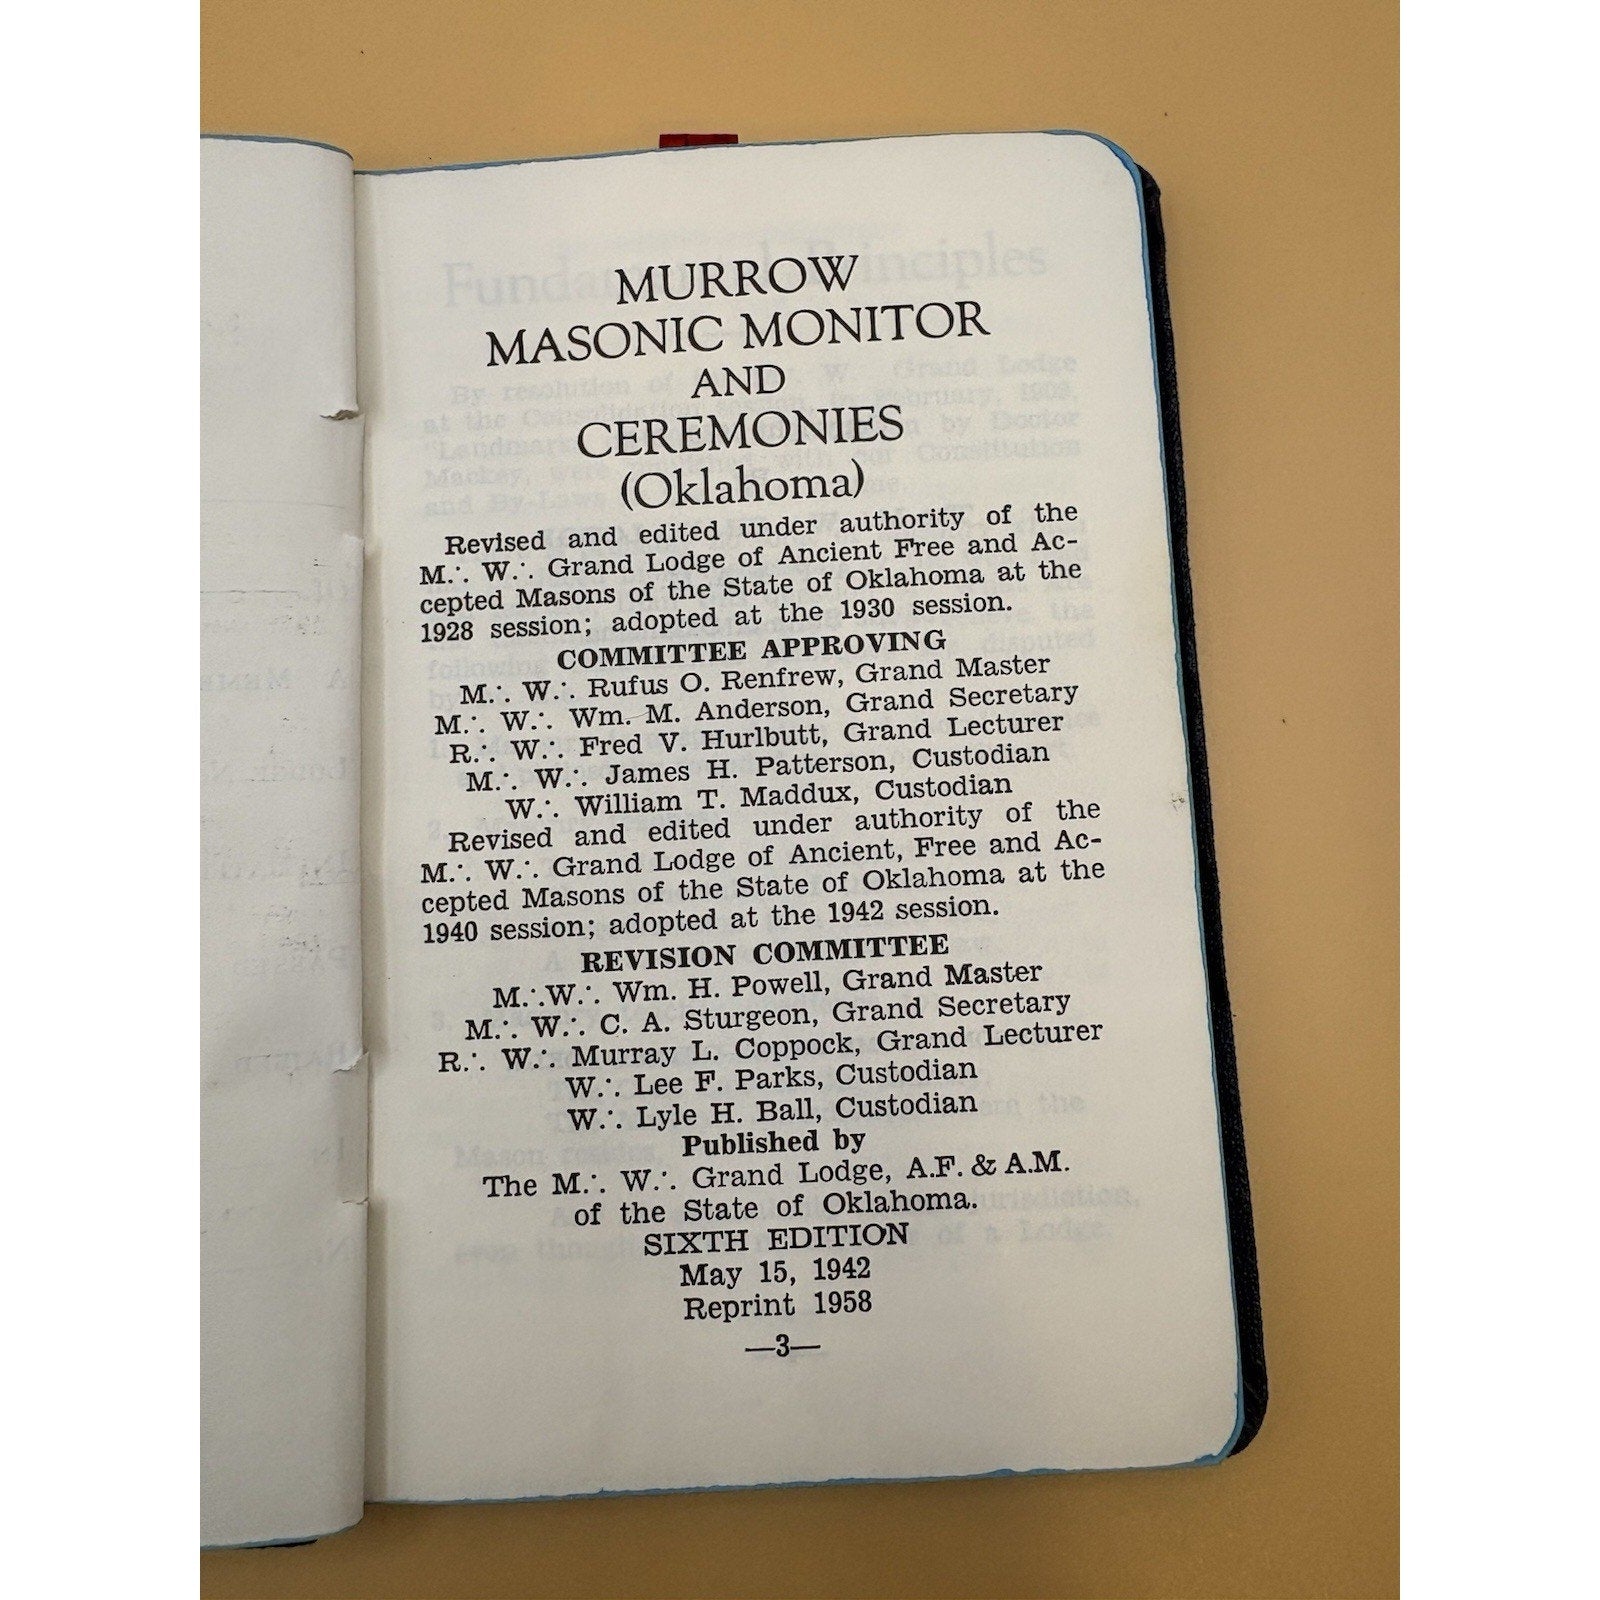 MURROW
MASONIC MONITOR
AND
CEREMONIES
(Oklahoma)
Revised and edited under authority of the
M∴ W∴ Grand Lodge of Ancient Free and Ac-
cepted Masons of the State of Oklahoma at the
1928 session; adopted at the 1930 session.
COMMITTEE APPROVING
M∴ W∴ Rufus O. Renfrew, Grand Master
M∴ W∴ Wm. M. Anderson, Grand Secretary
R∴ W∴ Fred V. Hurlbutt, Grand Lecturer
M∴ W∴ James H. Patterson, Custodian
W∴ William T. Maddux, Custodian
Revised and edited under authority of the
M∴ W∴ Grand Lodge of Ancient, Free and Ac-
cepted Masons of the State of Oklahoma at the
1940 session; adopted at the 1942 session.
REVISION COMMITTEE
M∴W∴ Wm. H. Powell, Grand Master
M∴ W∴ C. A. Sturgeon, Grand Secretary
R∴ W∴ Murray L. Coppock, Grand Lecturer
W∴ Lee F. Parks, Custodian
W∴ Lyle H. Ball, Custodian
Published by
The M∴ W∴ Grand Lodge, A.F. & A.M.
of the State of Oklahoma.
SIXTH EDITION
May 15, 1942
Reprint 1958
—3—